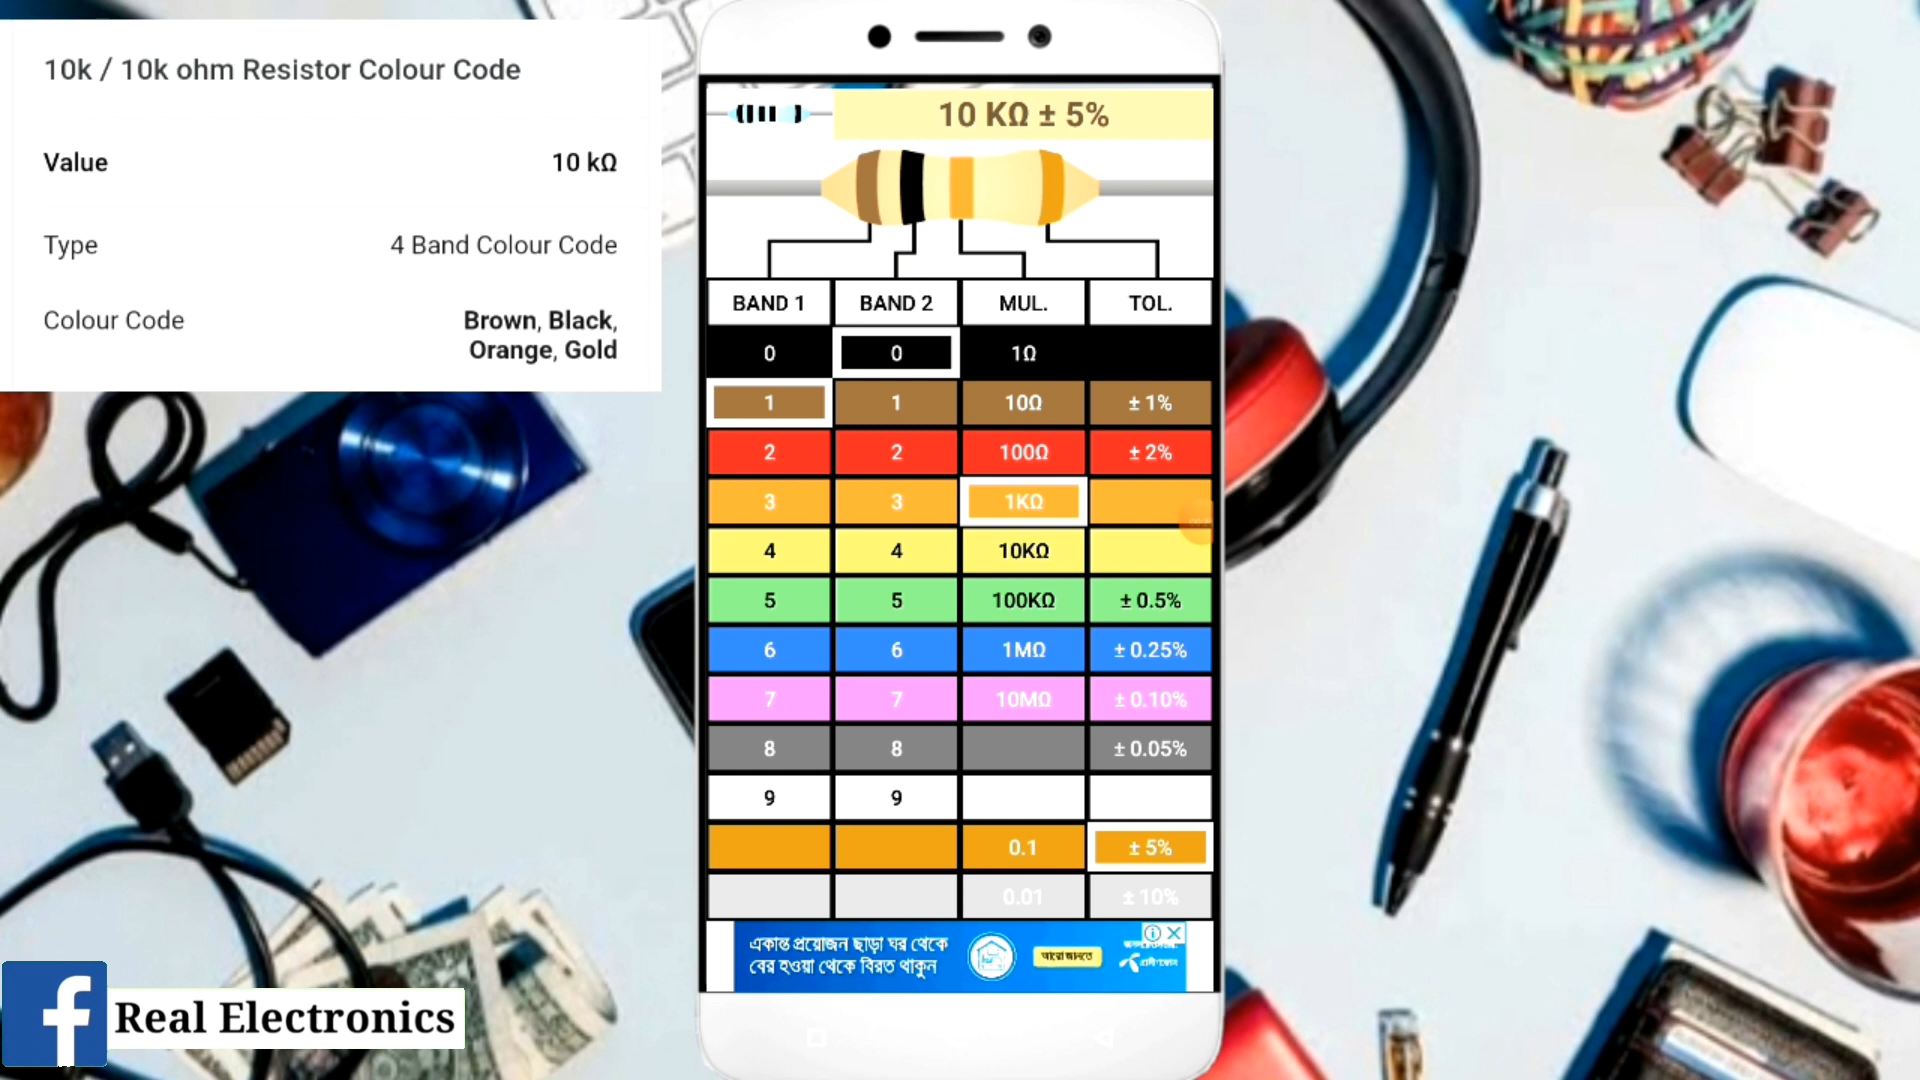 10k / 10k ohm Resistor Colour Code
Value 10 kΩ
Type 4 Band Colour Code
Colour Code Brown, Black,
Orange, Gold
10 KΩ ± 5%
BAND 1 BAND 2 MUL. TOL.
0 0 1Ω
1 1 10Ω ± 1%
2 2 100Ω ± 2%
3 3 1KΩ
4 4 10KΩ
5 5 100KΩ ± 0.5%
6 6 1MΩ ± 0.25%
7 7 10MΩ ± 0.10%
8 8 ± 0.05%
9 9
0.1 ± 5%
0.01 ± 10%
একান্ত প্রয়োজন ছাড়া ঘর থেকে
বের হওয়া থেকে বিরত থাকুন
আরো জানতে
গ্রামীণফোন
f Real Electronics